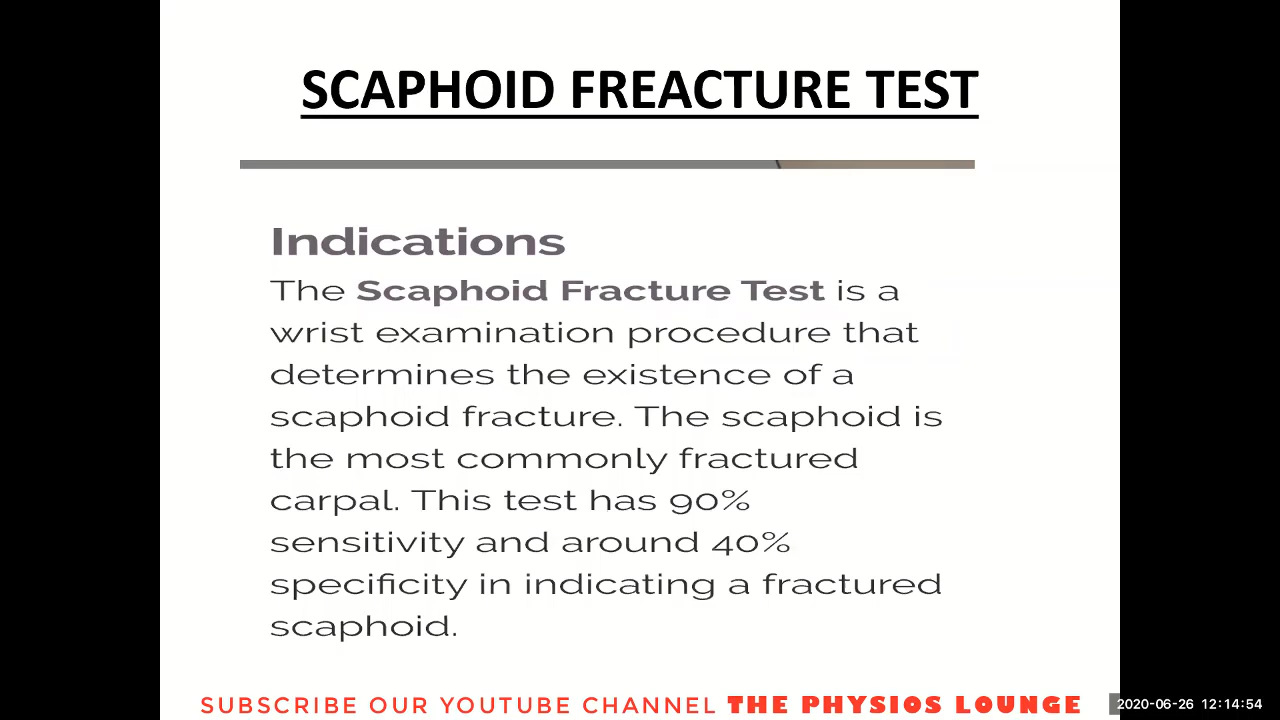 SCAPHOID FREACTURE TEST
Indications
The Scaphoid Fracture Test is a
wrist examination procedure that
determines the existence of a
scaphoid fracture. The scaphoid is
the most commonly fractured
carpal. This test has 90%
sensitivity and around 40%
specificity in indicating a fractured
scaphoid.
SUBSCRIBE OUR YOUTUBE CHANNEL THE PHYSIOS LOUNGE
2020-06-26 12:14:54